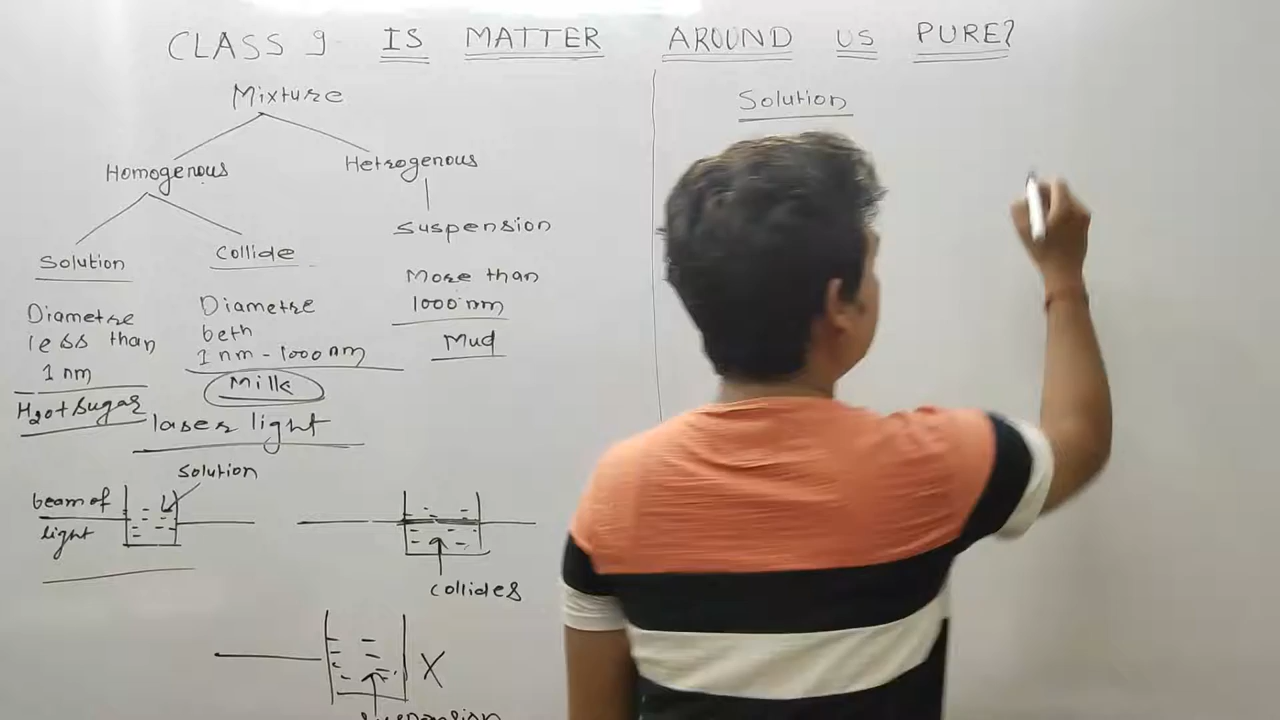 CLASS 9 IS MATTER AROUND US PURE?
Mixture
Homogenous
Hetrogenous
Solution
Collide
Suspension
Diametre
less than
1 nm
H2O + Sugar
Diametre
beth
1 nm - 1000 nm
Milk
More than
1000 nm
Mud
laser light
Solution
beam of
light
Collides
X
Suspension
Solution